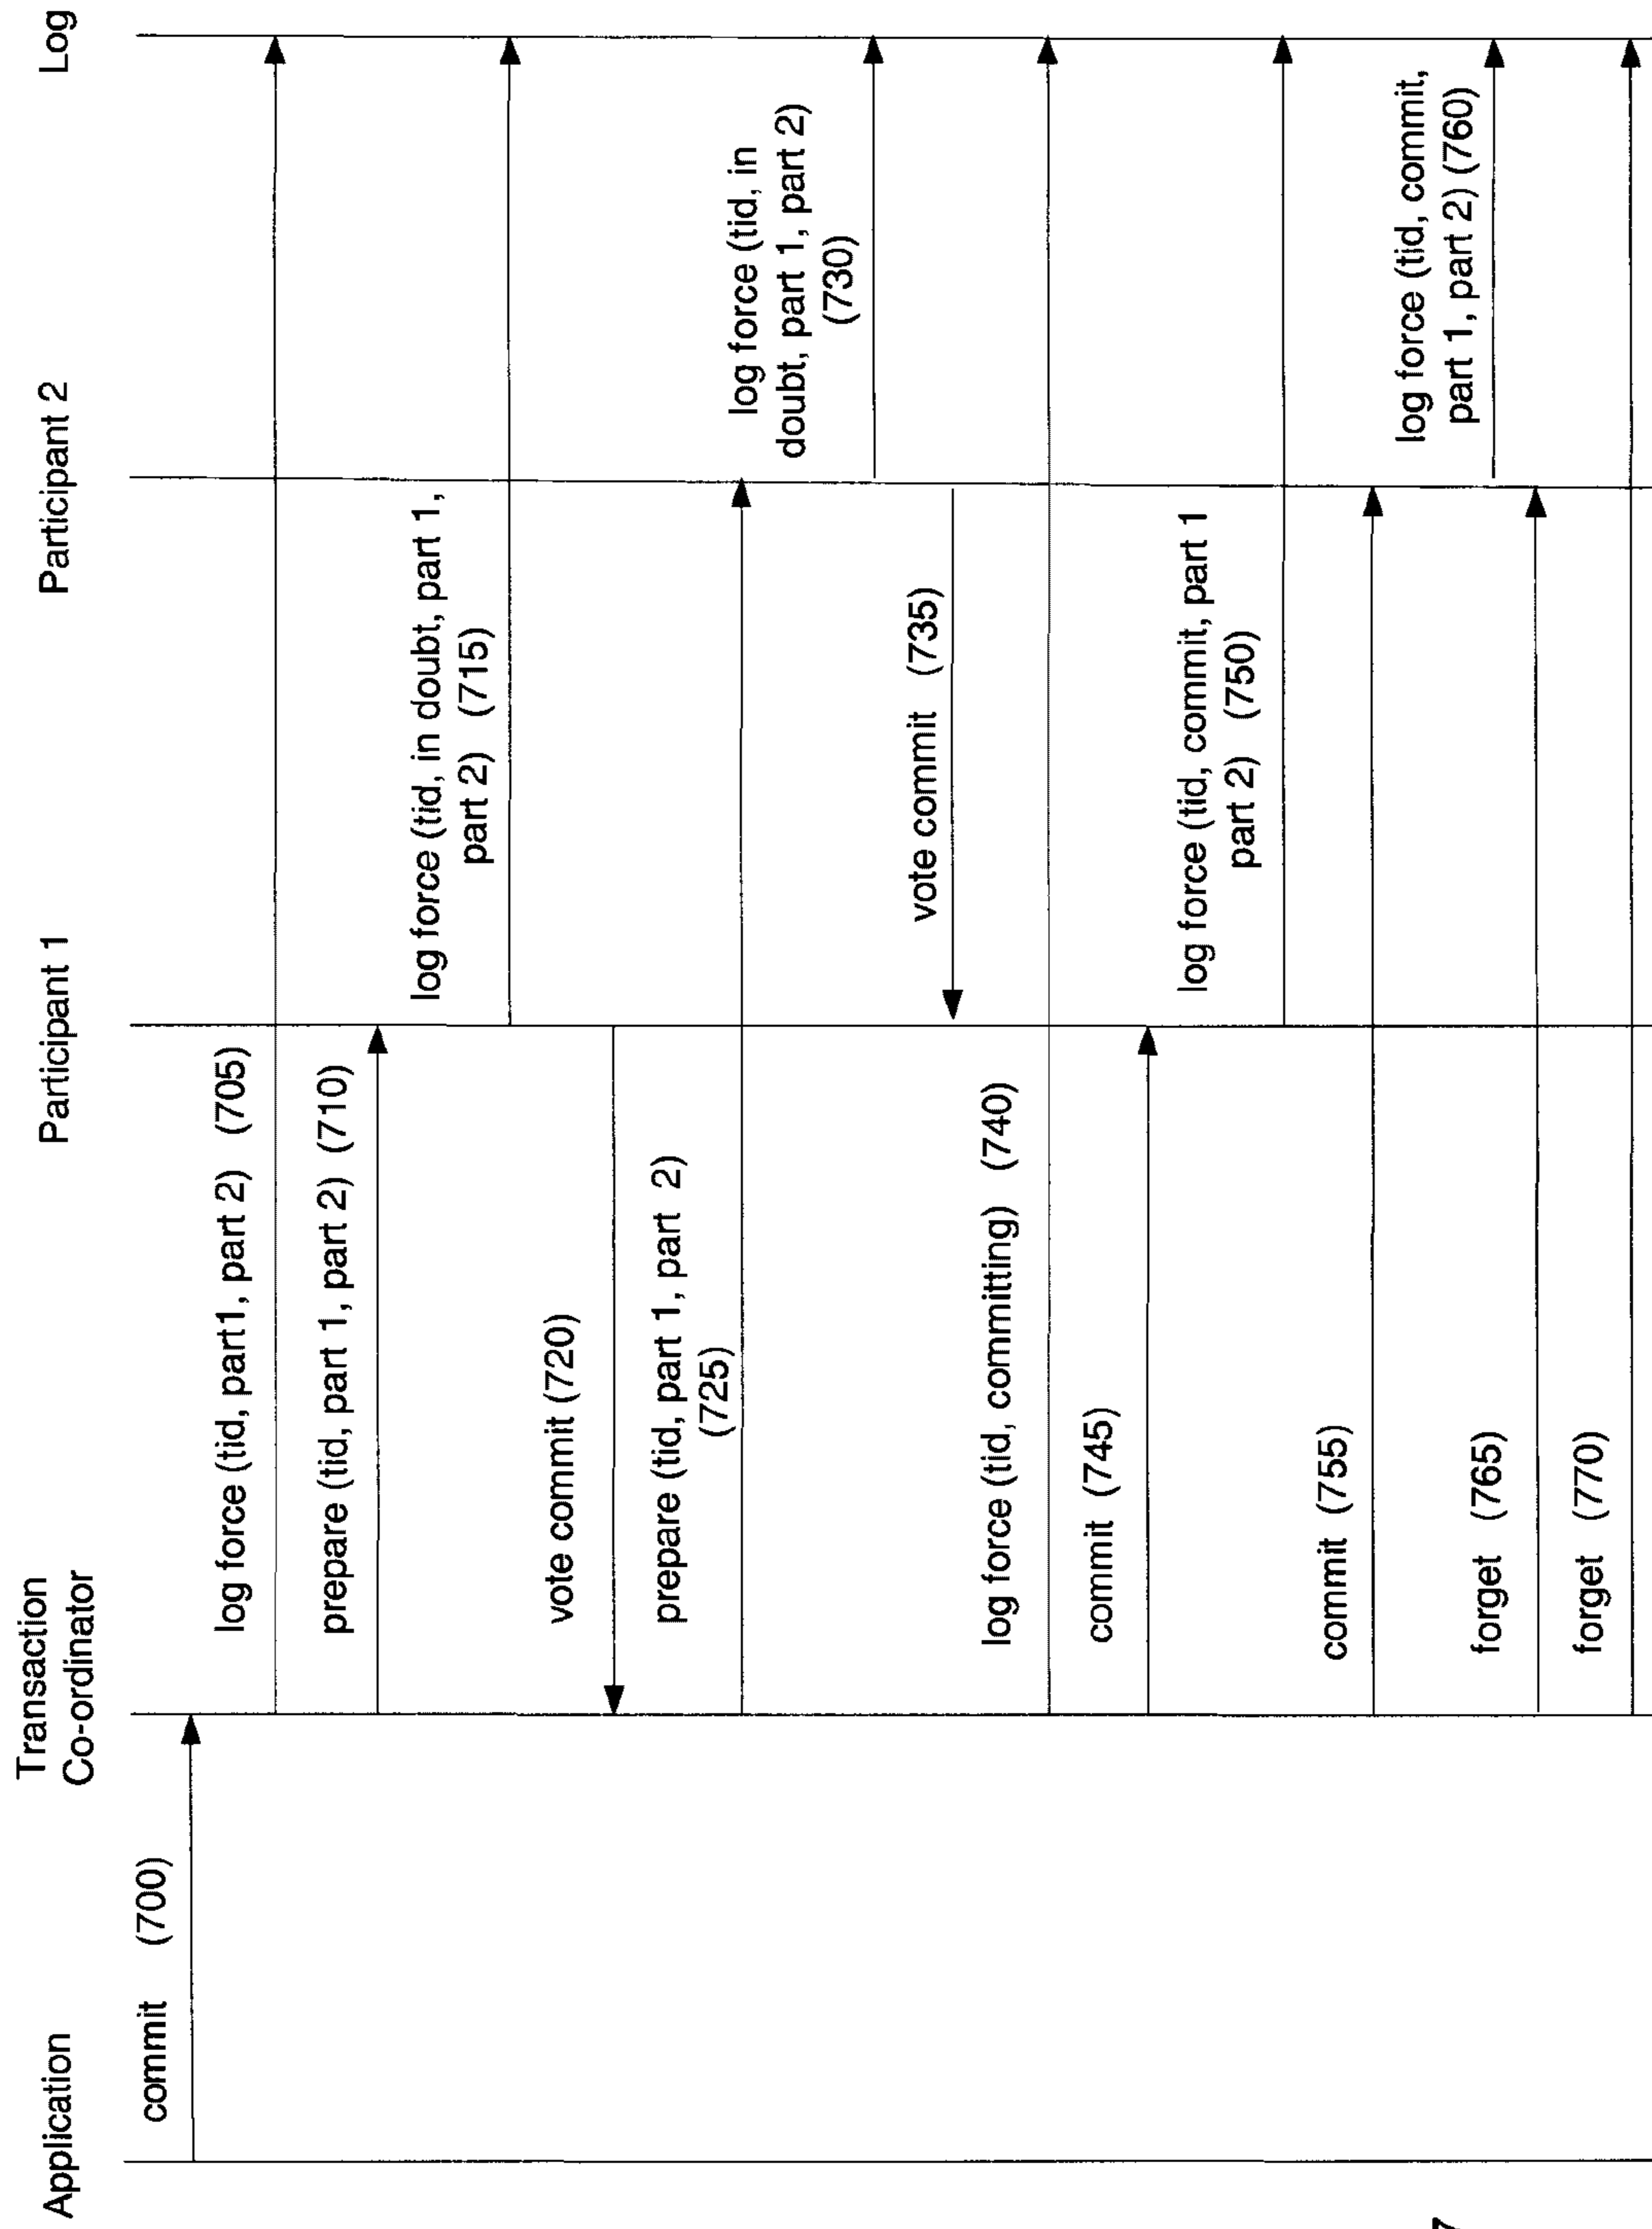 Application
Transaction
Co-ordinator
Participant 1
Participant 2
Log
commit (700)
log force (tid, part1, part 2) (705)
prepare (tid, part 1, part 2) (710)
log force (tid, in doubt, part 1,
part 2) (715)
vote commit (720)
prepare (tid, part 1, part 2)
(725)
log force (tid, in
doubt, part 1, part 2)
(730)
vote commit (735)
log force (tid, committing) (740)
commit (745)
log force (tid, commit, part 1
part 2) (750)
commit (755)
log force (tid, commit,
part 1, part 2) (760)
forget (765)
forget (770)
7